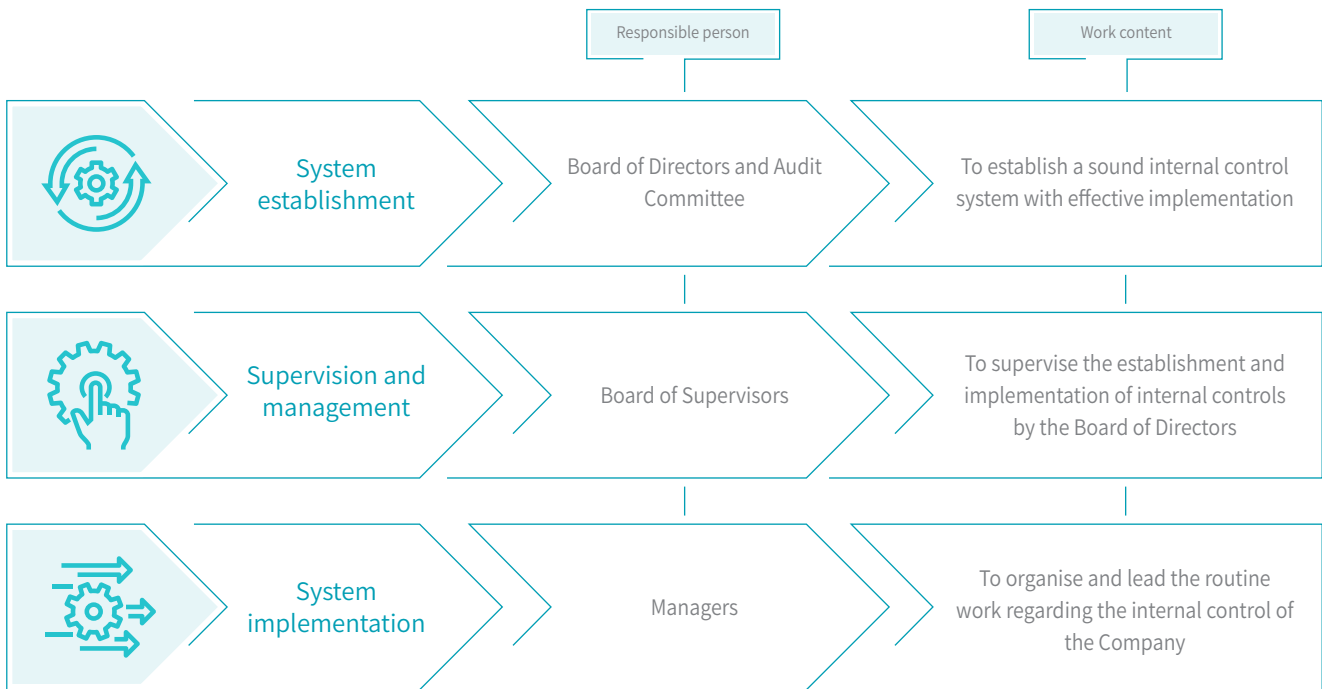 Responsible person
Work content
System
establishment
Board of Directors and Audit
Committee
To establish a sound internal control
system with effective implementation
Supervision and
management
Board of Supervisors
To supervise the establishment and
implementation of internal controls
by the Board of Directors
System
implementation
Managers
To organise and lead the routine
work regarding the internal control of
the Company